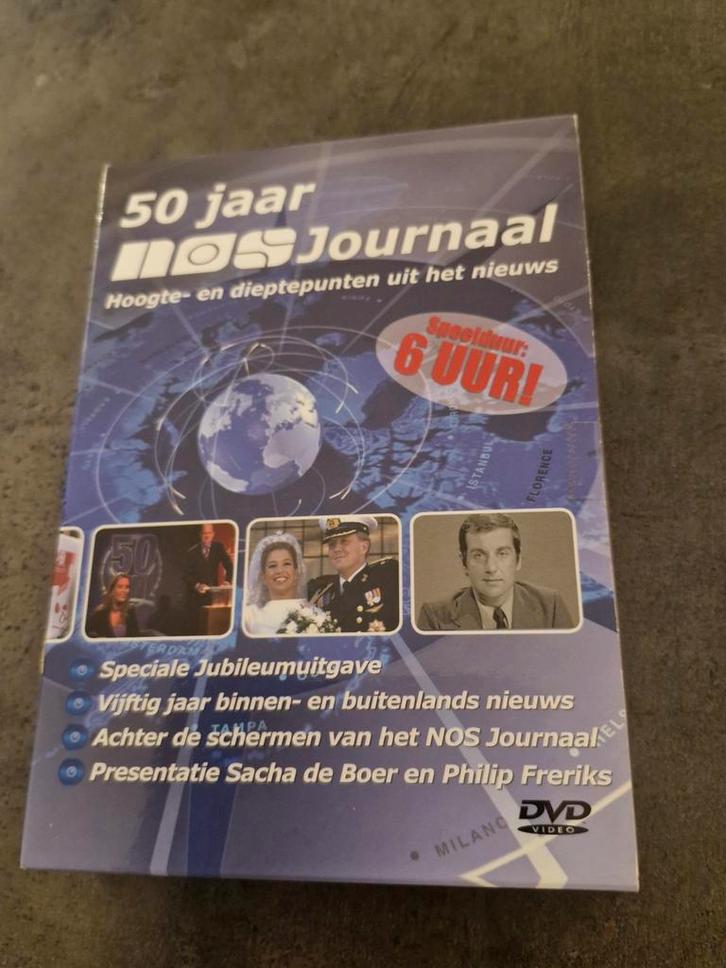 50 jaar
nos Journaal
Hoogte- en dieptepunten uit het nieuws
Speelduur:
6 UUR!
ISTANBUL
FLORENCE
50
Speciale Jubileumuitgave
Vijftig jaar binnen- en buitenlands nieuws
TAMPA
Achter de schermen van het NOS Journaal
Presentatie Sacha de Boer en Philip Freriks
DVD
VIDEO